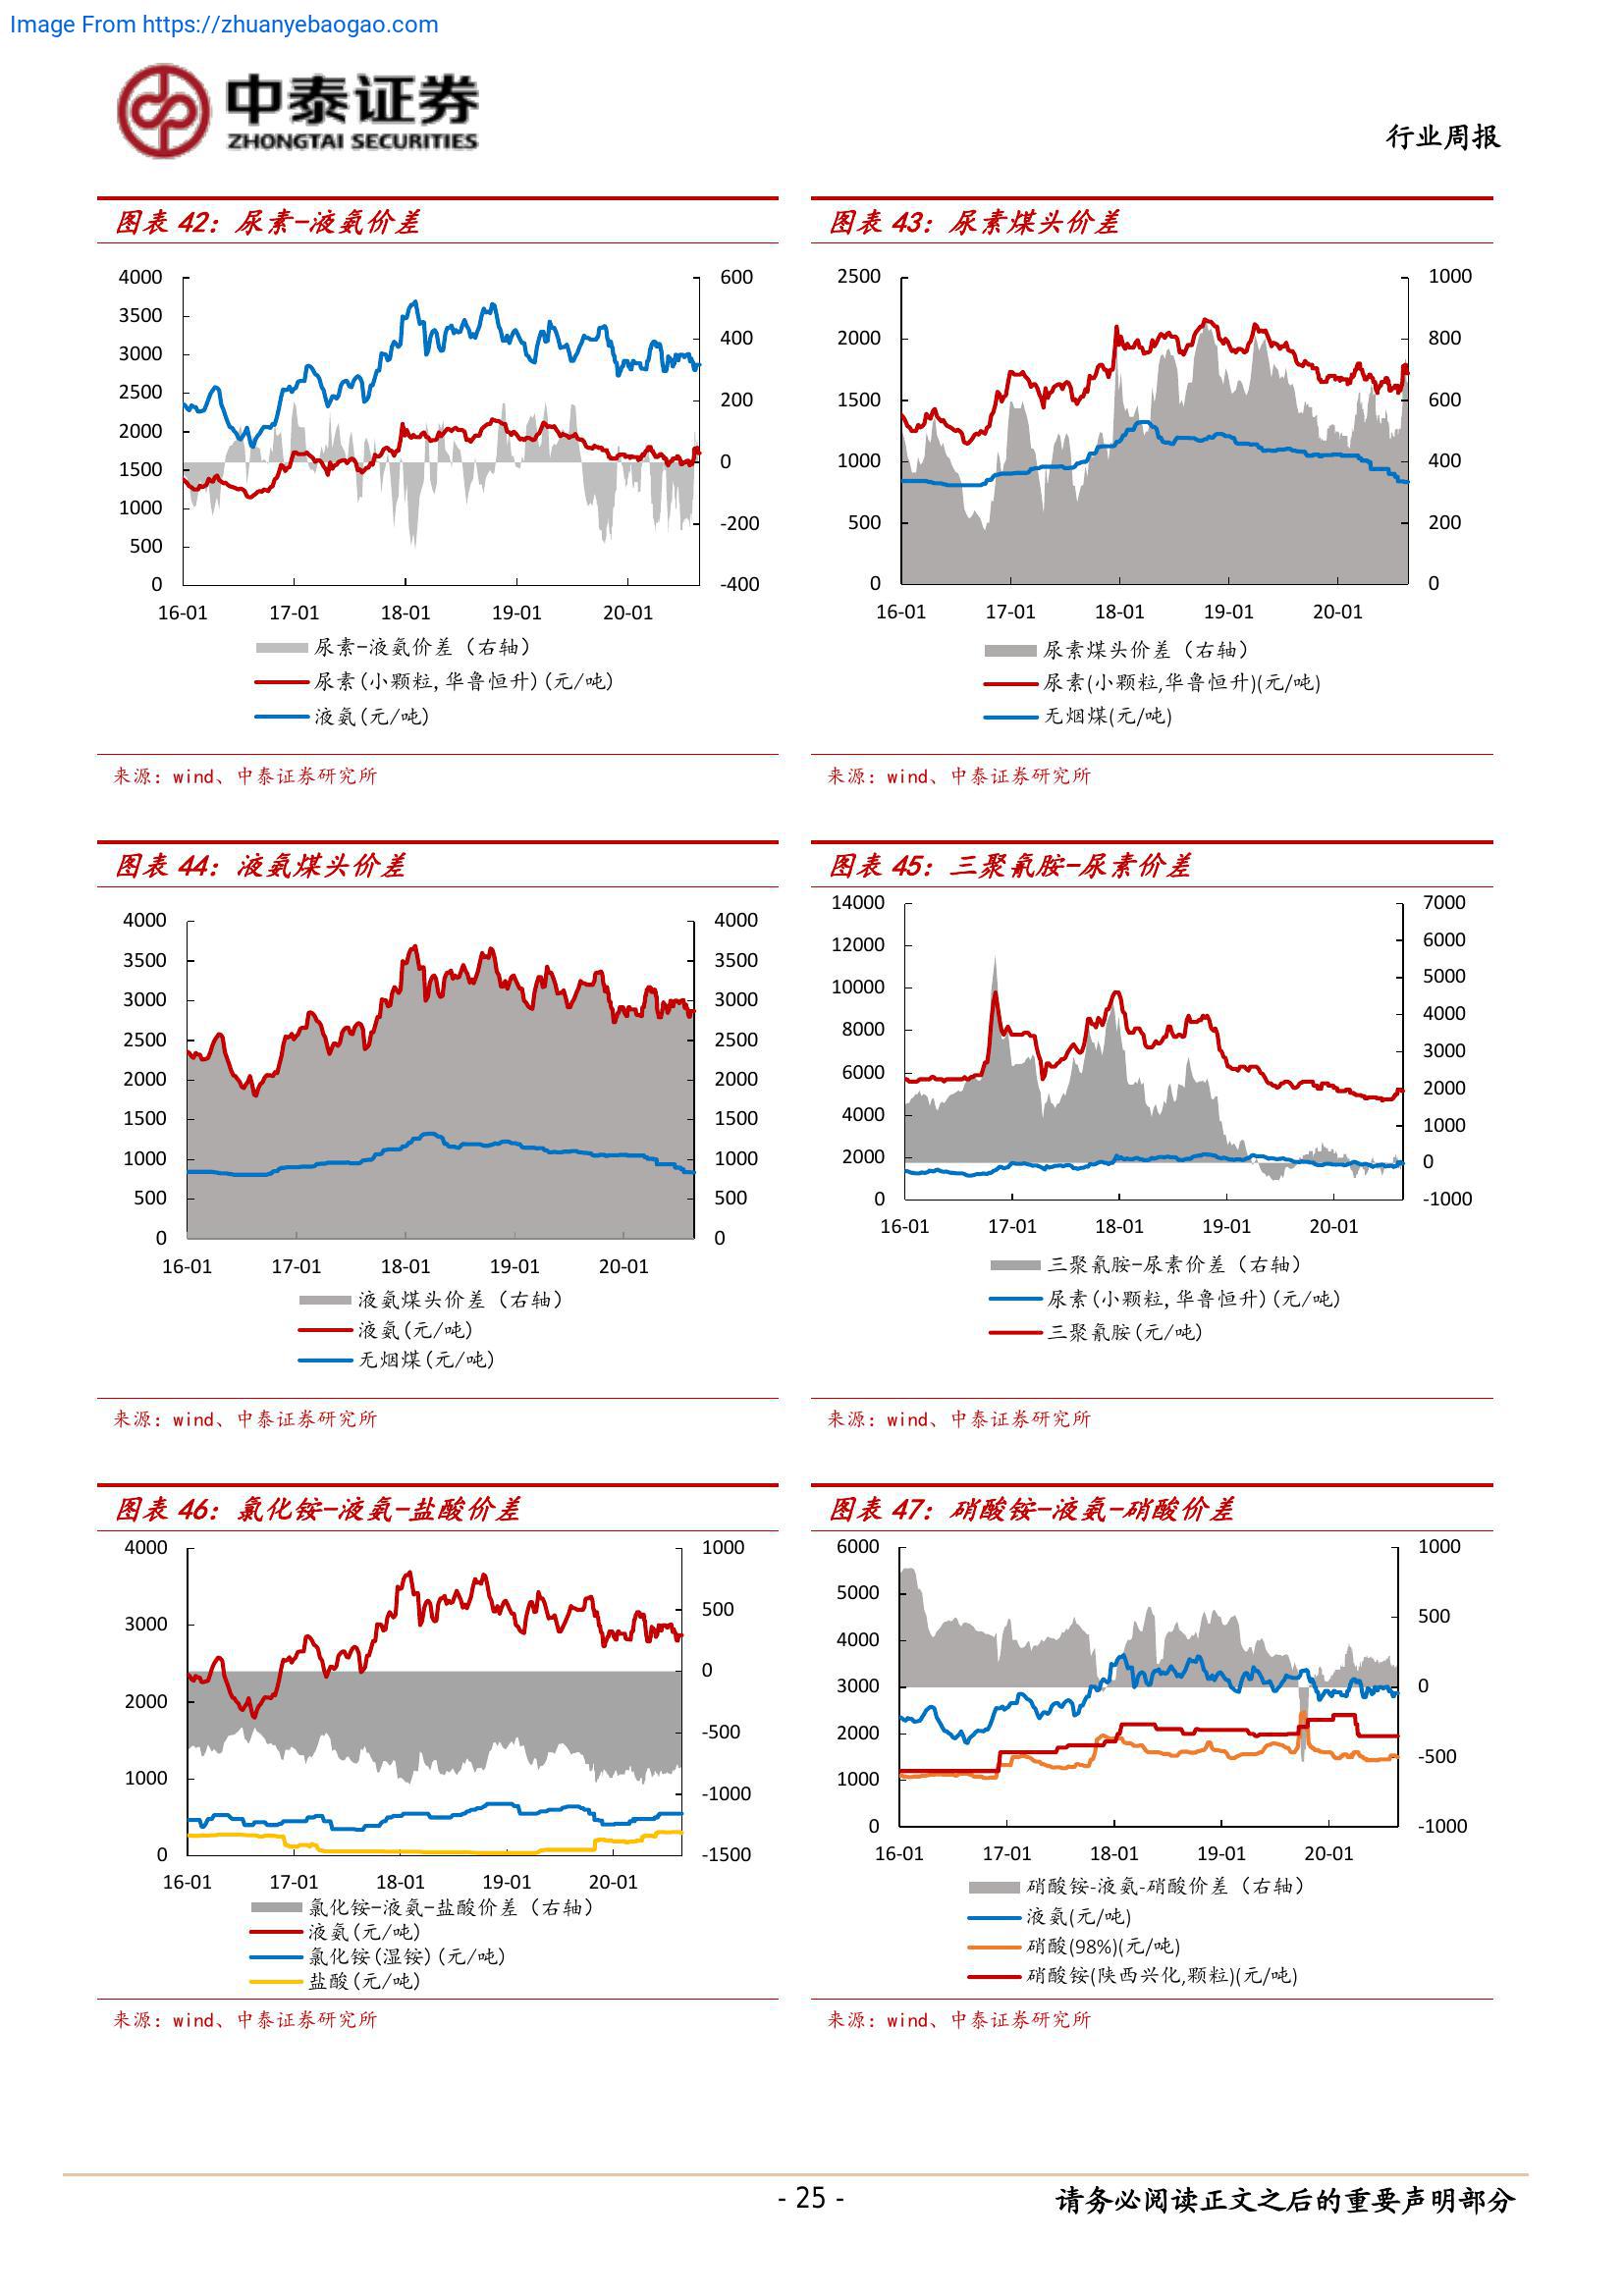 Image From https://zhuanyebaogao.com
中泰证券
ZHONGTAI SECURITIES
行业周报
图表 42：尿素-液氨价差
4000 600
3500
3000 400
2500 200
2000
1500 0
1000 -200
500
0 -400
16-01 17-01 18-01 19-01 20-01
尿素-液氨价差（右轴）
尿素(小颗粒,华鲁恒升)(元/吨)
液氨(元/吨)
来源：wind、中泰证券研究所
图表 43：尿素煤头价差
2500 1000
2000 800
1500 600
1000 400
500 200
0 0
16-01 17-01 18-01 19-01 20-01
尿素煤头价差（右轴）
尿素(小颗粒,华鲁恒升)(元/吨)
无烟煤(元/吨)
来源：wind、中泰证券研究所
图表 44：液氨煤头价差
4000 4000
3500 3500
3000 3000
2500 2500
2000 2000
1500 1500
1000 1000
500 500
0 0
16-01 17-01 18-01 19-01 20-01
液氨煤头价差（右轴）
液氨(元/吨)
无烟煤(元/吨)
来源：wind、中泰证券研究所
图表 45：三聚氰胺-尿素价差
14000 7000
12000 6000
10000 5000
8000 4000
6000 3000
4000 2000
2000 1000
0 0
-1000
16-01 17-01 18-01 19-01 20-01
三聚氰胺-尿素价差（右轴）
尿素(小颗粒,华鲁恒升)(元/吨)
三聚氰胺(元/吨)
来源：wind、中泰证券研究所
图表 46：氯化铵-液氨-盐酸价差
4000 1000
3000 500
2000 0
1000 -500
0 -1000
-1500
16-01 17-01 18-01 19-01 20-01
氯化铵-液氨-盐酸价差（右轴）
液氨(元/吨)
氯化铵(湿铵)(元/吨)
盐酸(元/吨)
来源：wind、中泰证券研究所
图表 47：硝酸铵-液氨-硝酸价差
6000 1000
5000 500
4000
3000 0
2000
1000 -500
0 -1000
16-01 17-01 18-01 19-01 20-01
硝酸铵-液氨-硝酸价差（右轴）
液氨(元/吨)
硝酸(98%)(元/吨)
硝酸铵(陕西兴化,颗粒)(元/吨)
来源：wind、中泰证券研究所
- 25 -
请务必阅读正文之后的重要声明部分